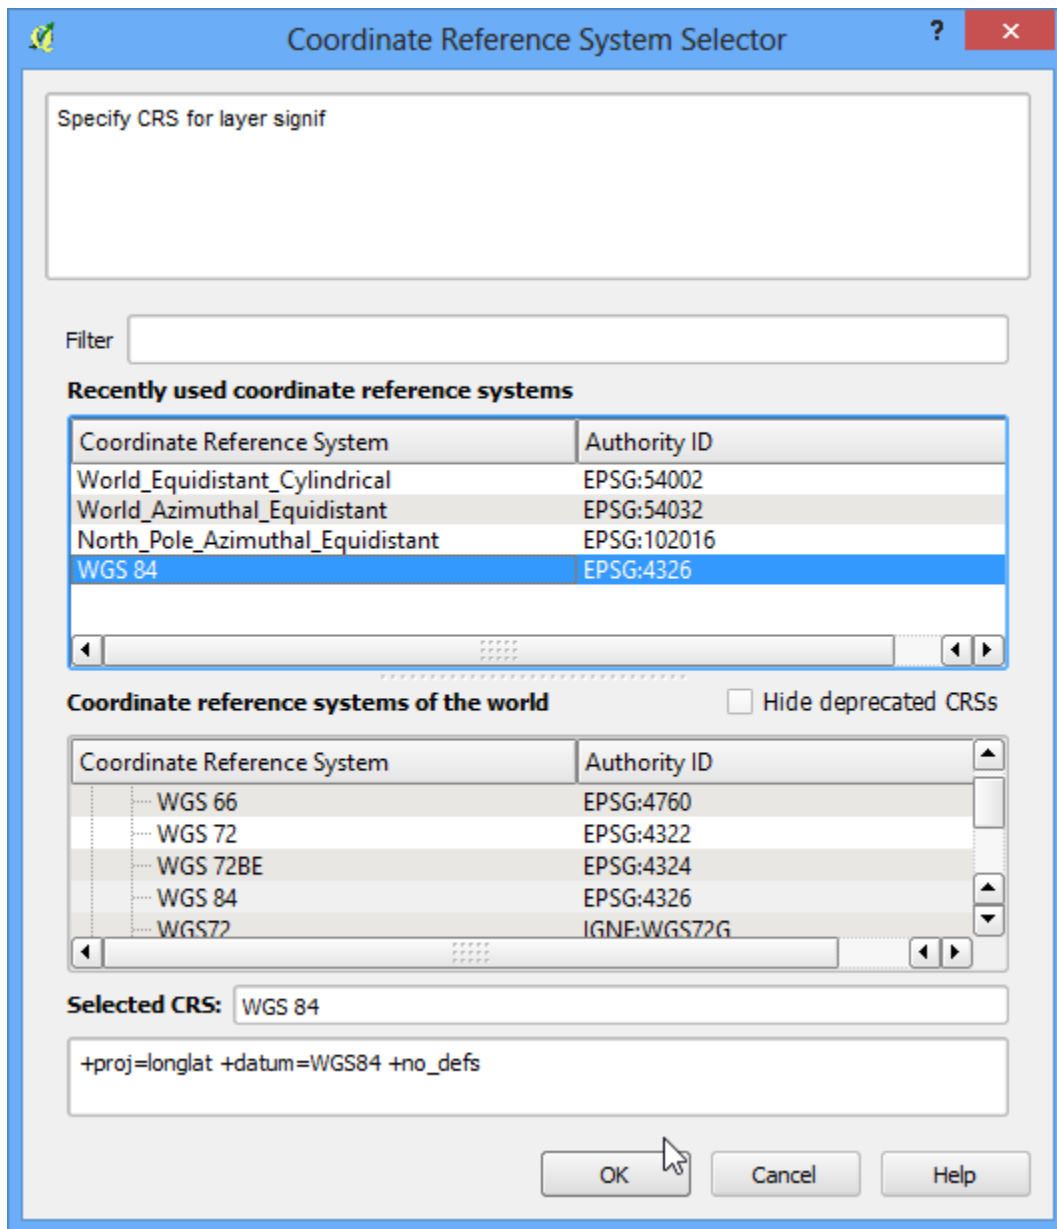 Coordinate Reference System Selector ?
Specify CRS for layer signif
Filter
Recently used coordinate reference systems
Coordinate Reference System Authority ID
World_Equidistant_Cylindrical EPSG:54002
World_Azimuthal_Equidistant EPSG:54032
North_Pole_Azimuthal_Equidistant EPSG:102016
WGS 84 EPSG:4326
Coordinate reference systems of the world Hide deprecated CRSs
Coordinate Reference System Authority ID
WGS 66 EPSG:4760
WGS 72 EPSG:4322
WGS 72BE EPSG:4324
WGS 84 EPSG:4326
WGS72 IGNF:WGS72G
Selected CRS: WGS 84
+proj=longlat +datum=WGS84 +no_defs
OK Cancel Help